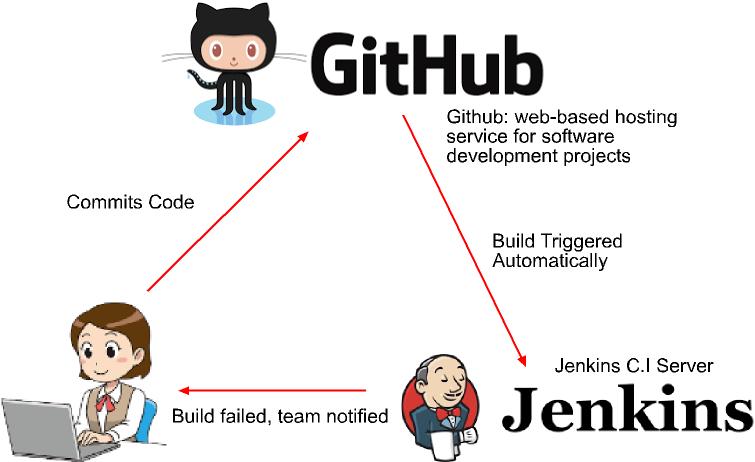 GitHub
Github: web-based hosting
service for software
development projects
Commits Code
Build Triggered
Automatically
Jenkins C.I Server
Jenkins
Build failed, team notified